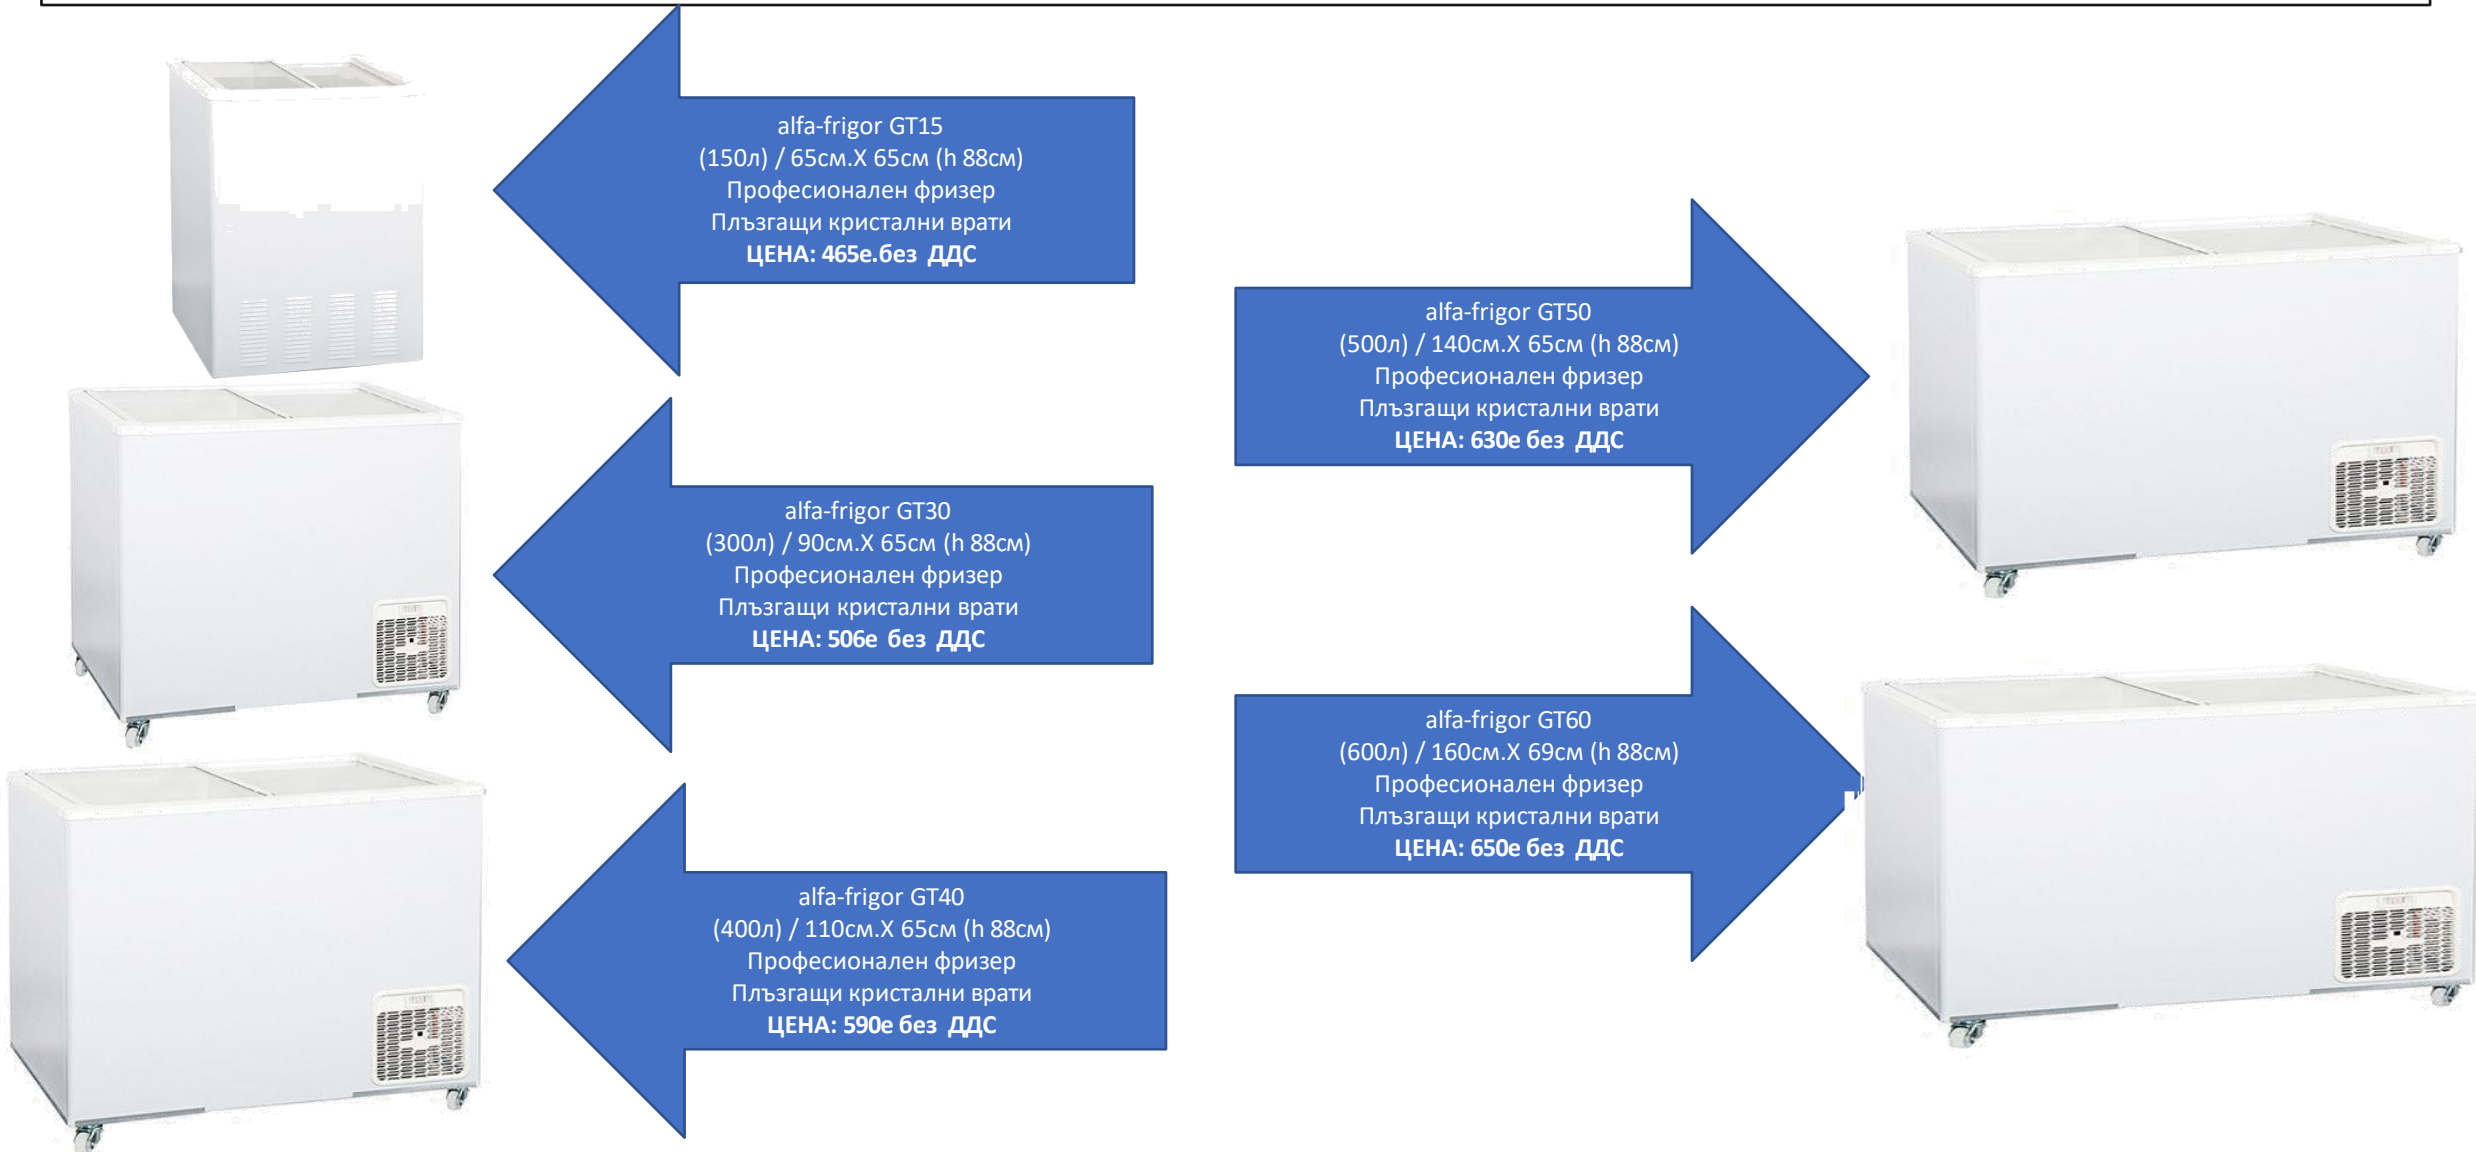 alfa-frigor GT15
(150л) / 65см.X 65см (h 88см)
Професионален фризер
Плъзгащи кристални врати
ЦЕНА: 465е.без ДДС
alfa-frigor GT30
(300л) / 90см.X 65см (h 88см)
Професионален фризер
Плъзгащи кристални врати
ЦЕНА: 506е без ДДС
alfa-frigor GT40
(400л) / 110см.X 65см (h 88см)
Професионален фризер
Плъзгащи кристални врати
ЦЕНА: 590е без ДДС
alfa-frigor GT50
(500л) / 140см.X 65см (h 88см)
Професионален фризер
Плъзгащи кристални врати
ЦЕНА: 630е без ДДС
alfa-frigor GT60
(600л) / 160см.X 69см (h 88см)
Професионален фризер
Плъзгащи кристални врати
ЦЕНА: 650е без ДДС